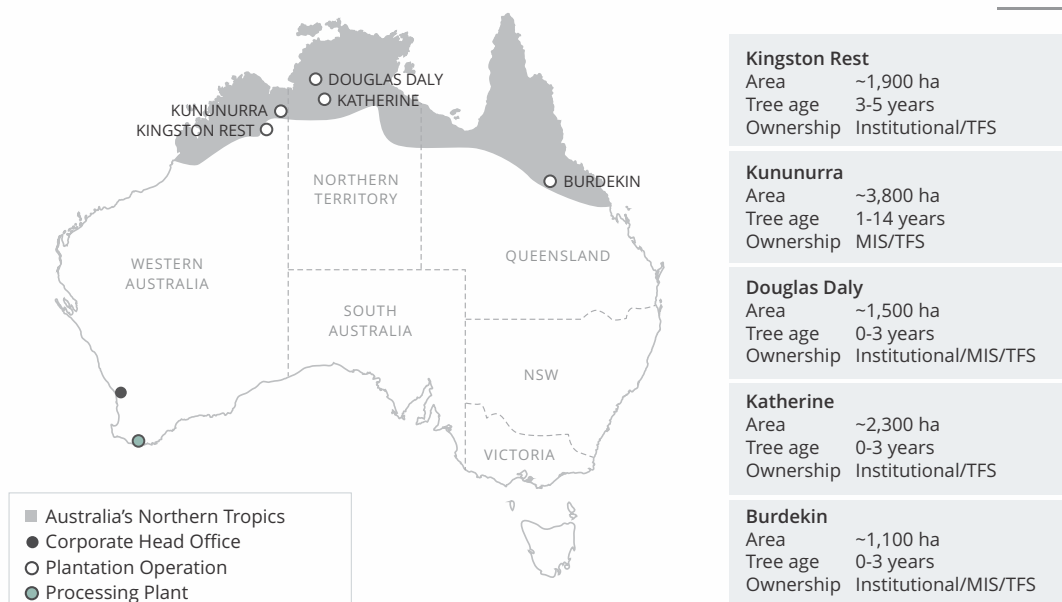 DOUGLAS DALY
KATHERINE
KUNUNURRA
KINGSTON REST
BURDEKIN
NORTHERN
TERRITORY
QUEENSLAND
WESTERN
AUSTRALIA
SOUTH
AUSTRALIA
NSW
VICTORIA
Australia's Northern Tropics
Corporate Head Office
Plantation Operation
Processing Plant
Kingston Rest
Area ~1,900 ha
Tree age 3-5 years
Ownership Institutional/TFS
Kununurra
Area ~3,800 ha
Tree age 1-14 years
Ownership MIS/TFS
Douglas Daly
Area ~1,500 ha
Tree age 0-3 years
Ownership Institutional/MIS/TFS
Katherine
Area ~2,300 ha
Tree age 0-3 years
Ownership Institutional/TFS
Burdekin
Area ~1,100 ha
Tree age 0-3 years
Ownership Institutional/MIS/TFS